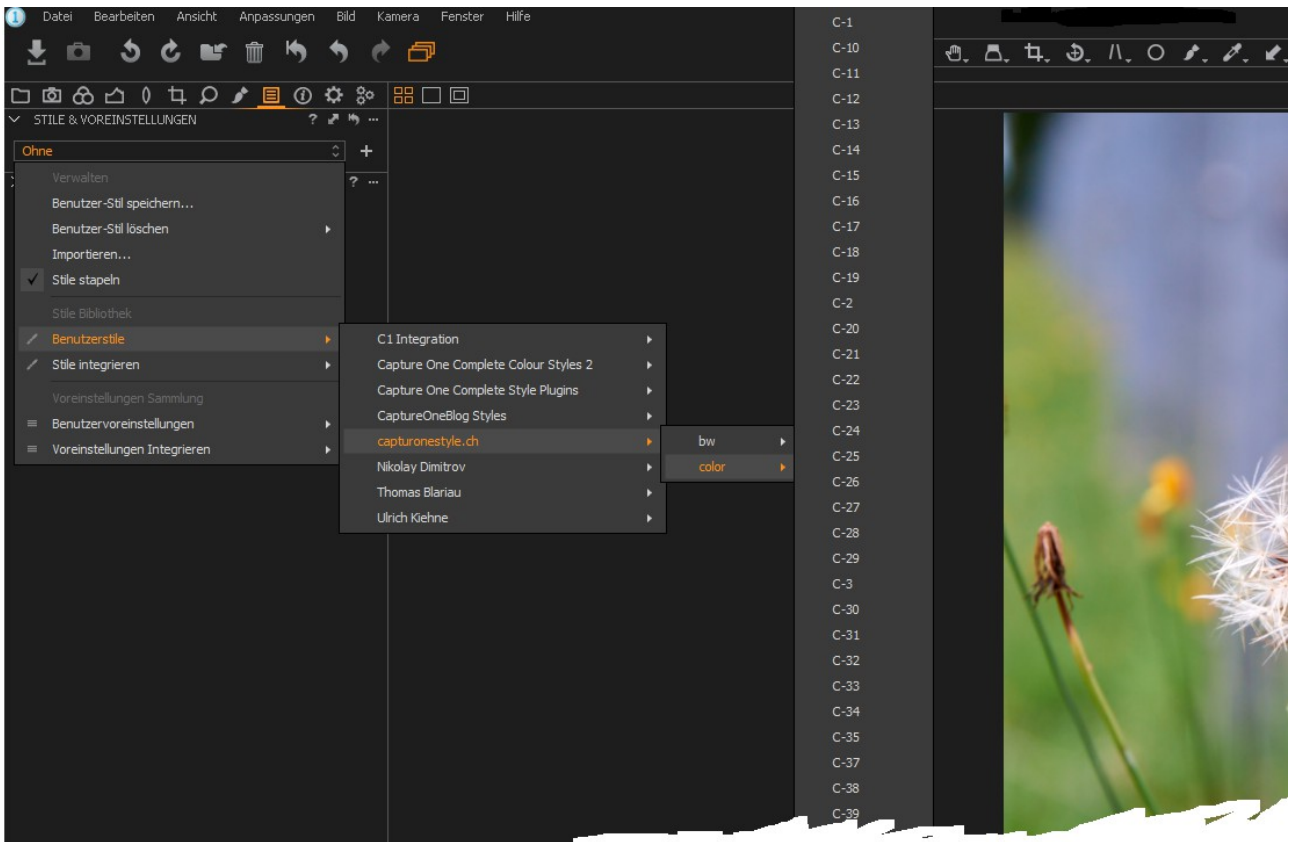 Datei Bearbeiten Ansicht Anpassungen Bild Kamera Fenster Hilfe
STILE & VOREINSTELLUNGEN ? ...
Ohne +
Verwalten ? ...
Benutzer-Stil speichern...
Benutzer-Stil löschen
Importieren...
Stile stapeln
Stile Bibliothek
Benutzerstile
Stile integrieren
Voreinstellungen Sammlung
Benutzervoreinstellungen
Voreinstellungen Integrieren
C1 Integration
Capture One Complete Colour Styles 2
Capture One Complete Style Plugins
CaptureOneBlog Styles
capturonestyle.ch
Nikolay Dimitrov
Thomas Blariau
Ulrich Kiehne
bw
color
C-1
C-10
C-11
C-12
C-13
C-14
C-15
C-16
C-17
C-18
C-19
C-2
C-20
C-21
C-22
C-23
C-24
C-25
C-26
C-27
C-28
C-29
C-3
C-30
C-31
C-32
C-33
C-34
C-35
C-37
C-38
C-39